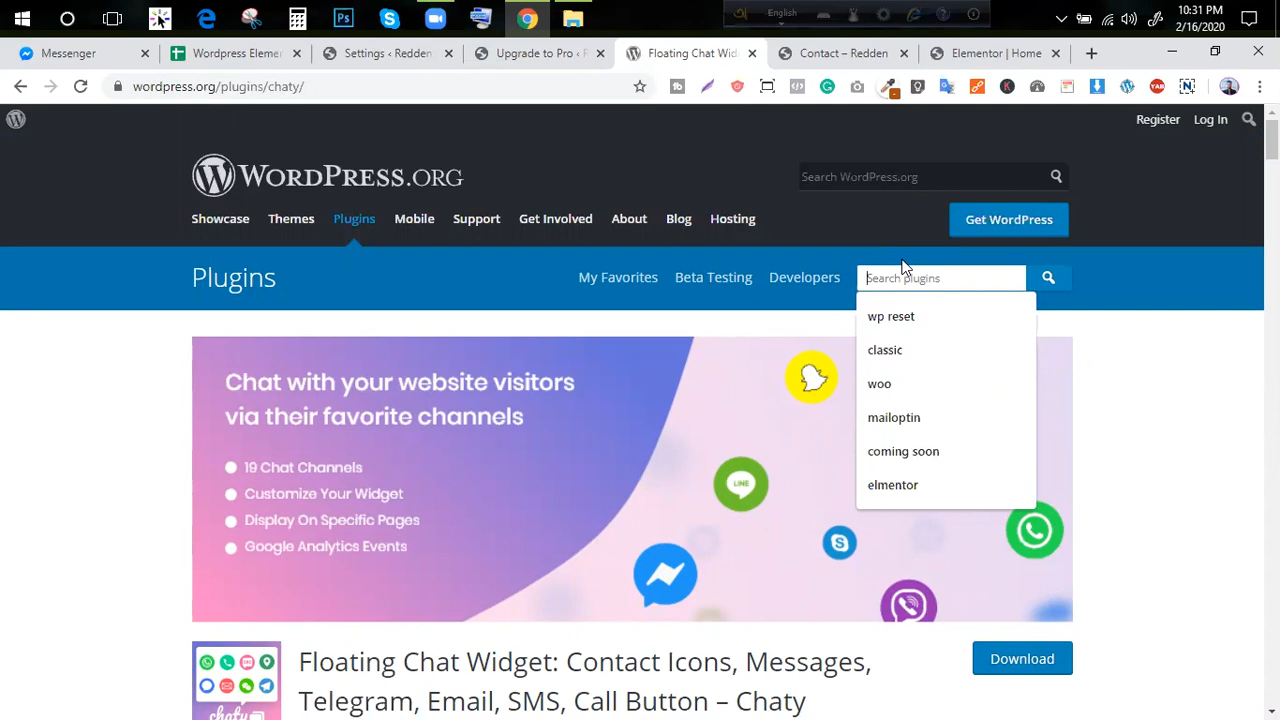 English
10:31 PM
2/16/2020
Messenger
Wordpress Eleme
Settings ‹ Redden
Upgrade to Pro ‹ R
Floating Chat Wid
Contact – Redden
Elementor | Home
wordpress.org/plugins/chaty/
Register
Log In
WORDPRESS.ORG
Search WordPress.org
Showcase
Themes
Plugins
Mobile
Support
Get Involved
About
Blog
Hosting
Get WordPress
Plugins
My Favorites
Beta Testing
Developers
Search plugins
wp reset
classic
woo
mailoptin
coming soon
elmentor
Chat with your website visitors
via their favorite channels
19 Chat Channels
Customize Your Widget
Display On Specific Pages
Google Analytics Events
LINE
Floating Chat Widget: Contact Icons, Messages,
Telegram, Email, SMS, Call Button – Chaty
Download
chaty